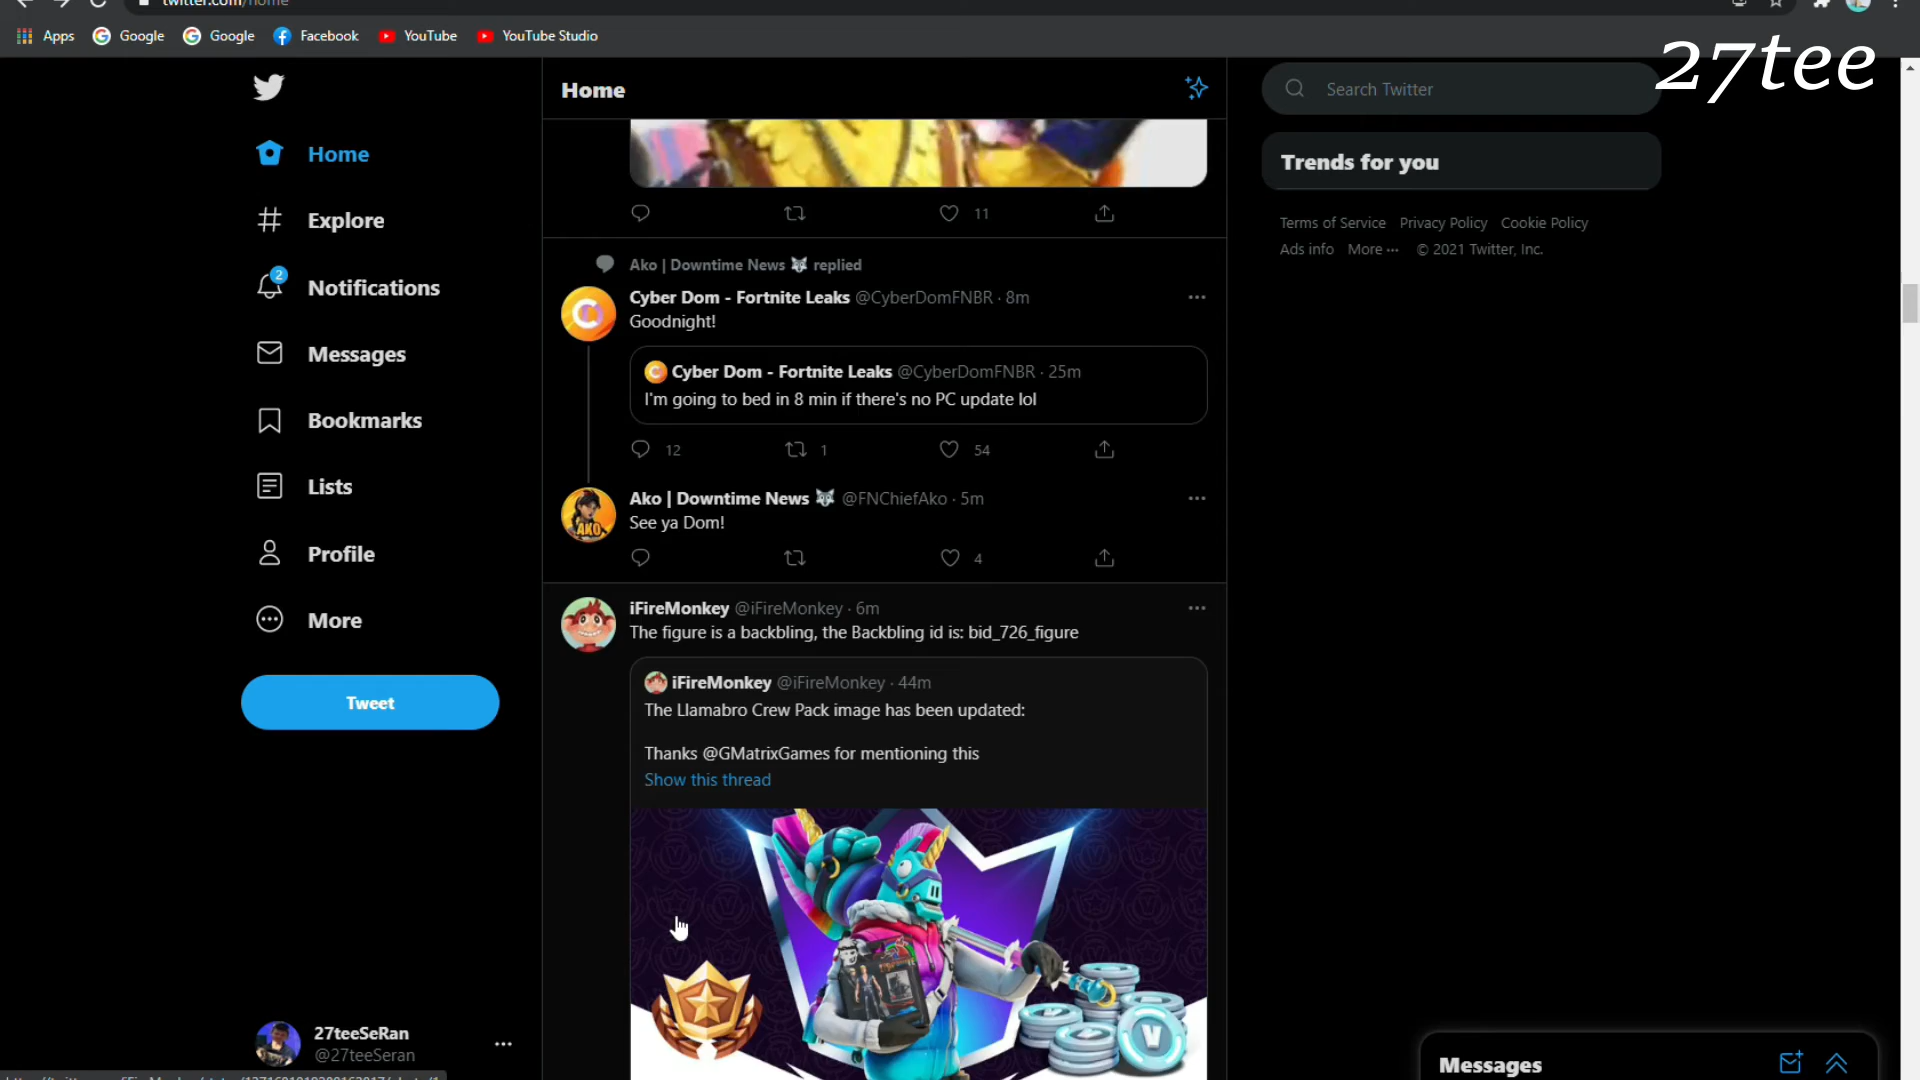 twitter.com/home
Apps
Google
Google
Facebook
YouTube
YouTube Studio
27tee
Home
Search Twitter
Home
Explore
2
Notifications
Messages
Bookmarks
Lists
Profile
More
Tweet
27teeSeRan
@27teeSeran
11
Ako | Downtime News replied
Cyber Dom - Fortnite Leaks @CyberDomFNBR · 8m
Goodnight!
Cyber Dom - Fortnite Leaks @CyberDomFNBR · 25m
I'm going to bed in 8 min if there's no PC update lol
12 1 54
Ako | Downtime News @FNChiefAko · 5m
See ya Dom!
AKO
4
iFireMonkey @iFireMonkey · 6m
The figure is a backbling, the Backbling id is: bid_726_figure
iFireMonkey @iFireMonkey · 44m
The Llamabro Crew Pack image has been updated:
Thanks @GMatrixGames for mentioning this
Show this thread
V
Trends for you
Terms of Service Privacy Policy Cookie Policy
Ads info More ··· © 2021 Twitter, Inc.
Messages